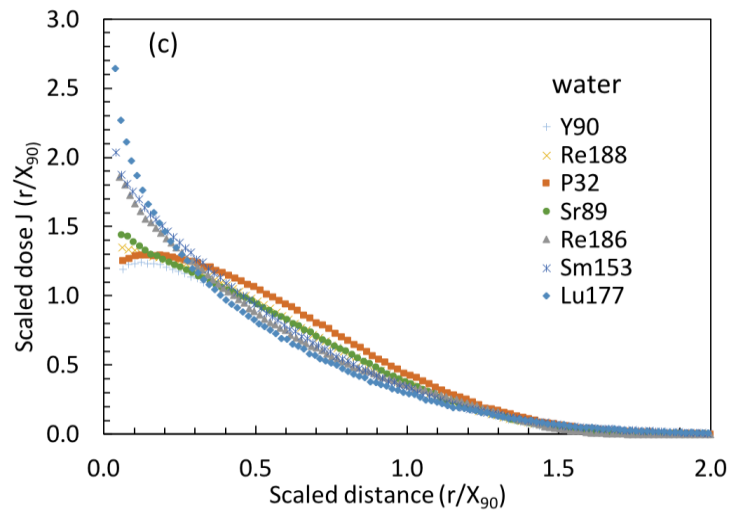 (c)
3.0
2.5
2.0
1.5
1.0
0.5
0.0
Scaled dose J (r/X90)
water
Y90
Re188
P32
Sr89
Re186
Sm153
Lu177
0.0 0.5 1.0 1.5 2.0
Scaled distance (r/X90)